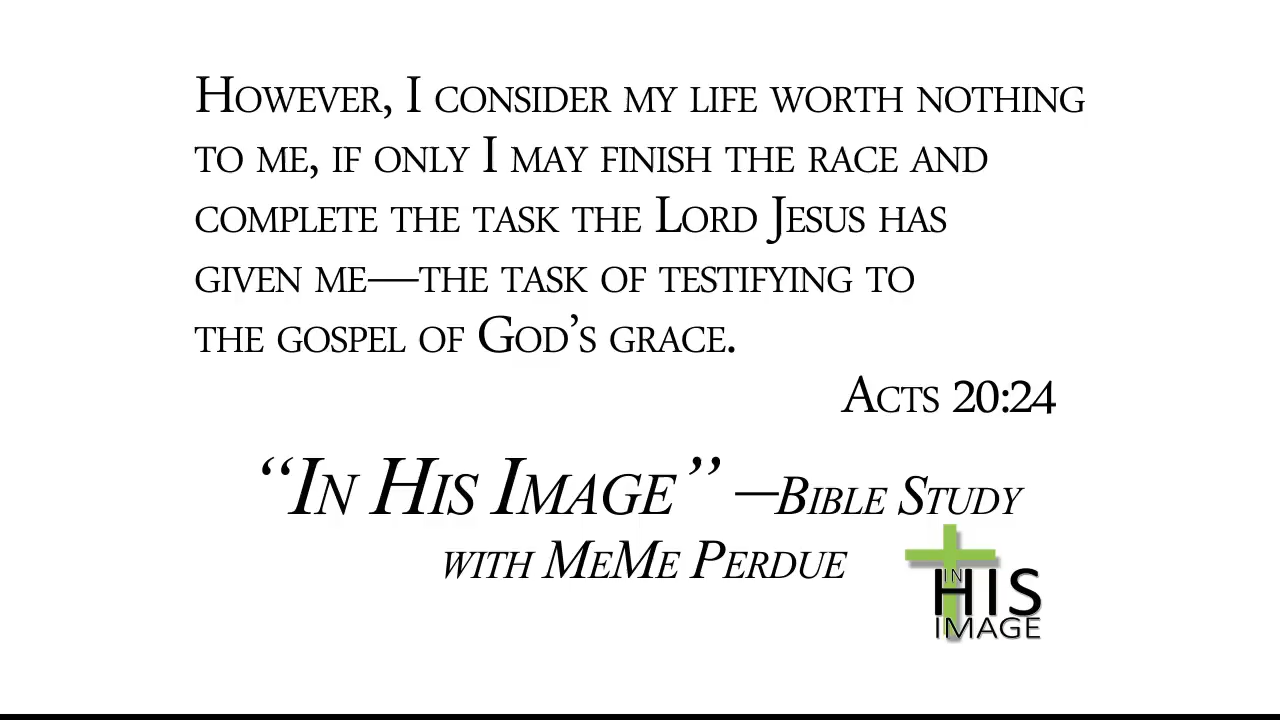 However, I consider my life worth nothing
to me, if only I may finish the race and
complete the task the Lord Jesus has
given me—the task of testifying to
the gospel of God’s grace.
Acts 20:24
“In His Image” —Bible Study
with MeMe Perdue
IN
HIS
IMAGE